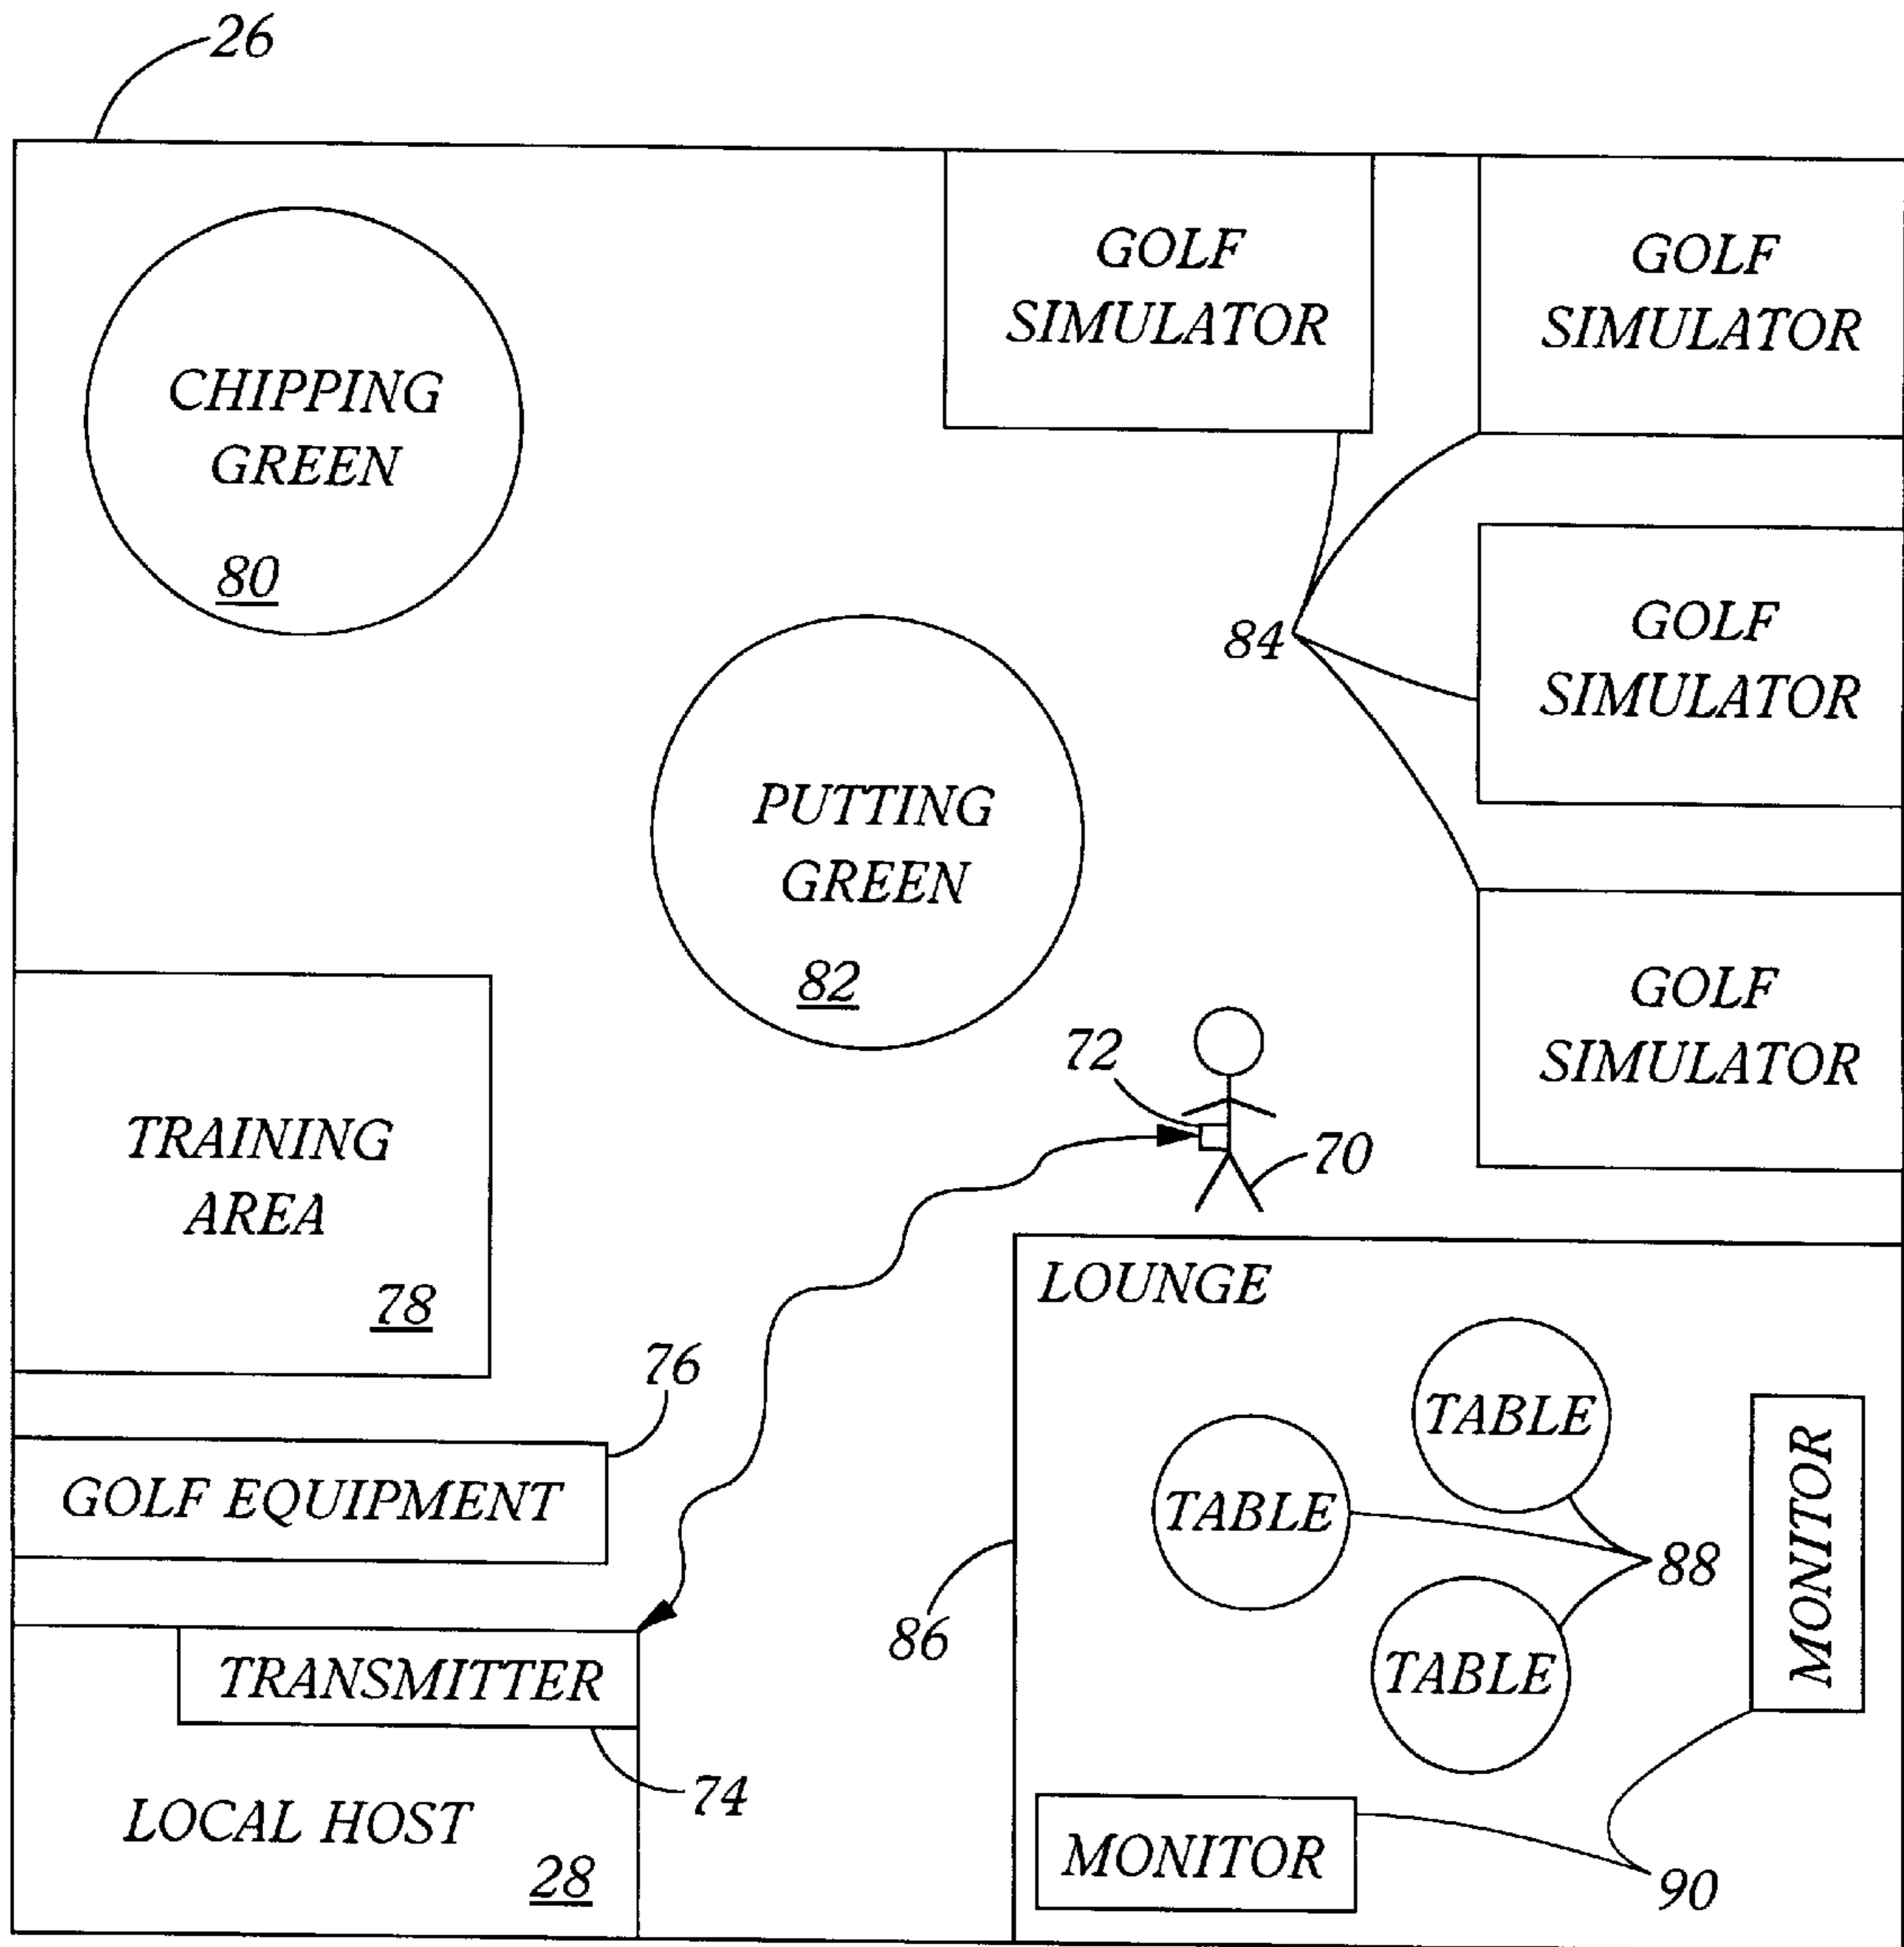 26
CHIPPING
GREEN
80
GOLF
SIMULATOR
GOLF
SIMULATOR
84
GOLF
SIMULATOR
PUTTING
GREEN
82
GOLF
SIMULATOR
72
70
TRAINING
AREA
78
76
GOLF EQUIPMENT
TRANSMITTER
74
LOCAL HOST
28
LOUNGE
TABLE
TABLE
TABLE
88
86
MONITOR
MONITOR
90